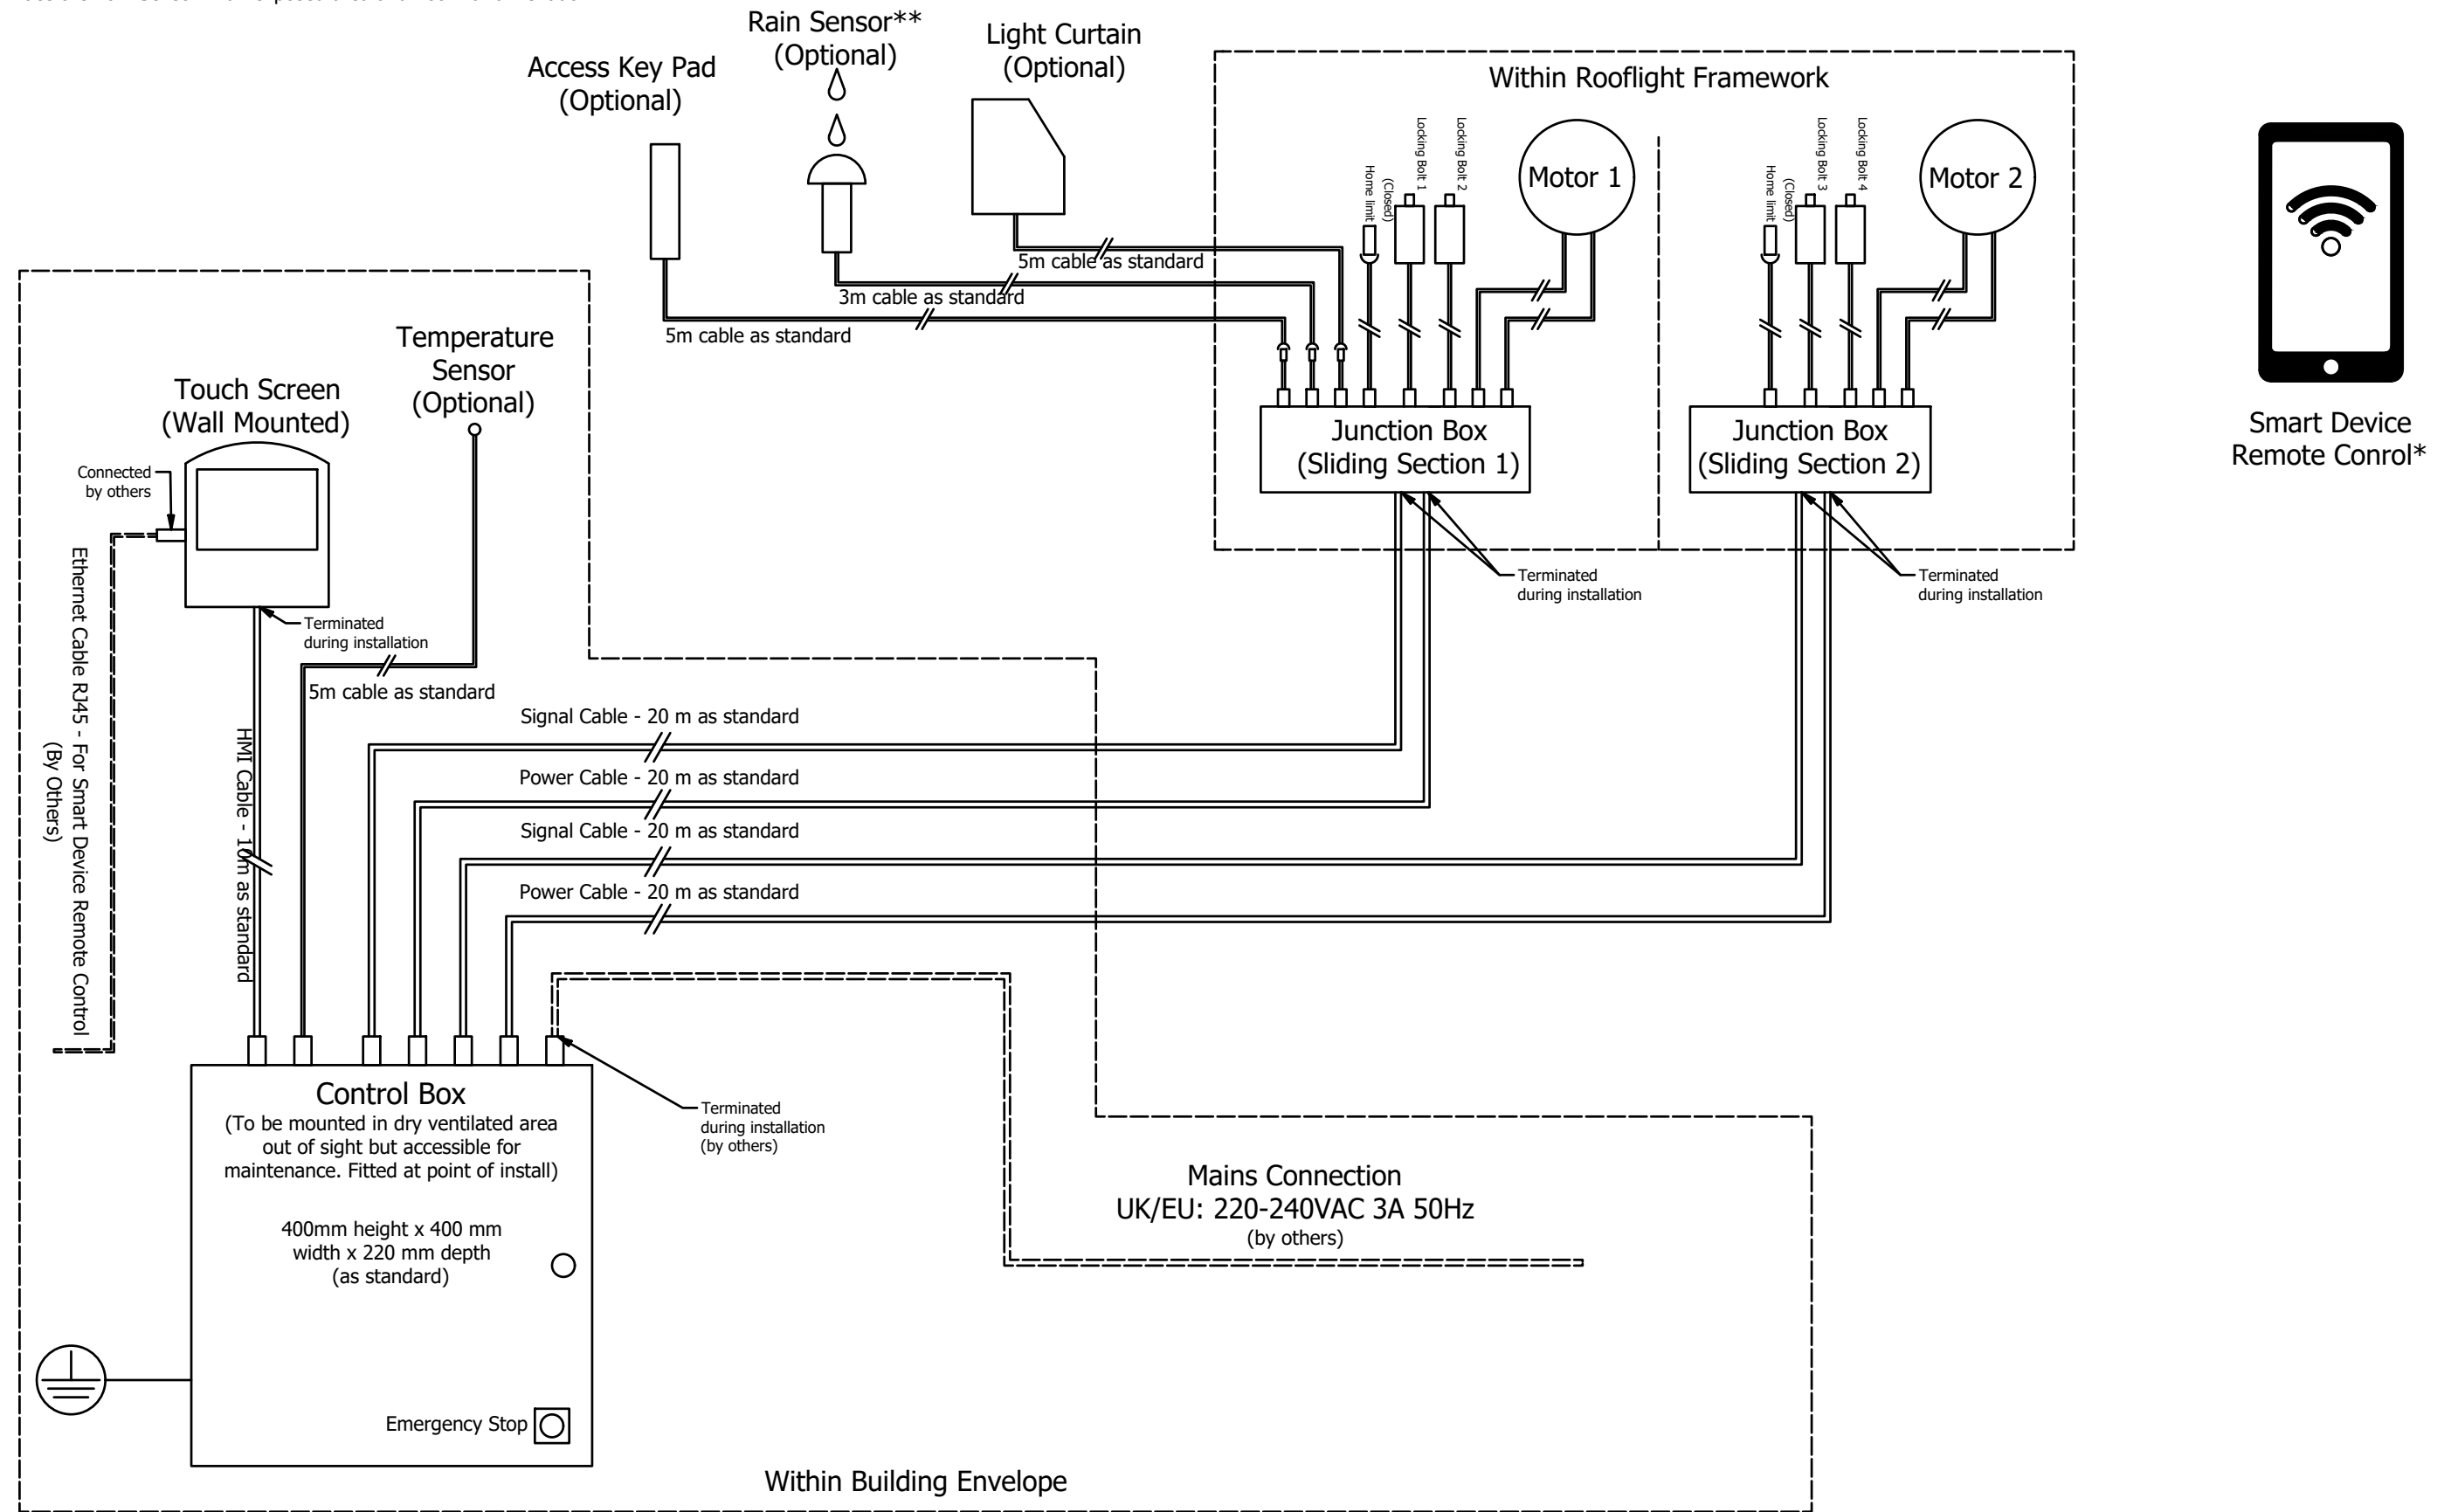 Rain Sensor**
(Optional)
Light Curtain
(Optional)
Access Key Pad
(Optional)
Within Rooflight Framework
Home limit
(Closed)
Locking Bolt 1
Locking Bolt 2
Motor 1
Home limit
(Closed)
Locking Bolt 3
Locking Bolt 4
Motor 2
5m cable as standard
3m cable as standard
5m cable as standard
Temperature
Sensor
(Optional)
Touch Screen
(Wall Mounted)
Connected
by others
Junction Box
(Sliding Section 1)
Junction Box
(Sliding Section 2)
Smart Device
Remote Conrol*
Terminated
during installation
Terminated
during installation
Terminated
during installation
Ethernet Cable RJ45 - For Smart Device Remote Control
(By Others)
HMI Cable - 10m as standard
5m cable as standard
Signal Cable - 20 m as standard
Power Cable - 20 m as standard
Signal Cable - 20 m as standard
Power Cable - 20 m as standard
Control Box
(To be mounted in dry ventilated area
out of sight but accessible for
maintenance. Fitted at point of install)
400mm height x 400 mm
width x 220 mm depth
(as standard)
Terminated
during installation
(by others)
Mains Connection
UK/EU: 220-240VAC 3A 50Hz
(by others)
Emergency Stop
Within Building Envelope